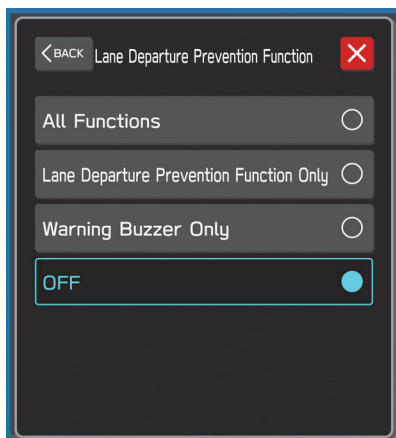 BACK Lane Departure Prevention Function
All Functions
Lane Departure Prevention Function Only
Warning Buzzer Only
OFF